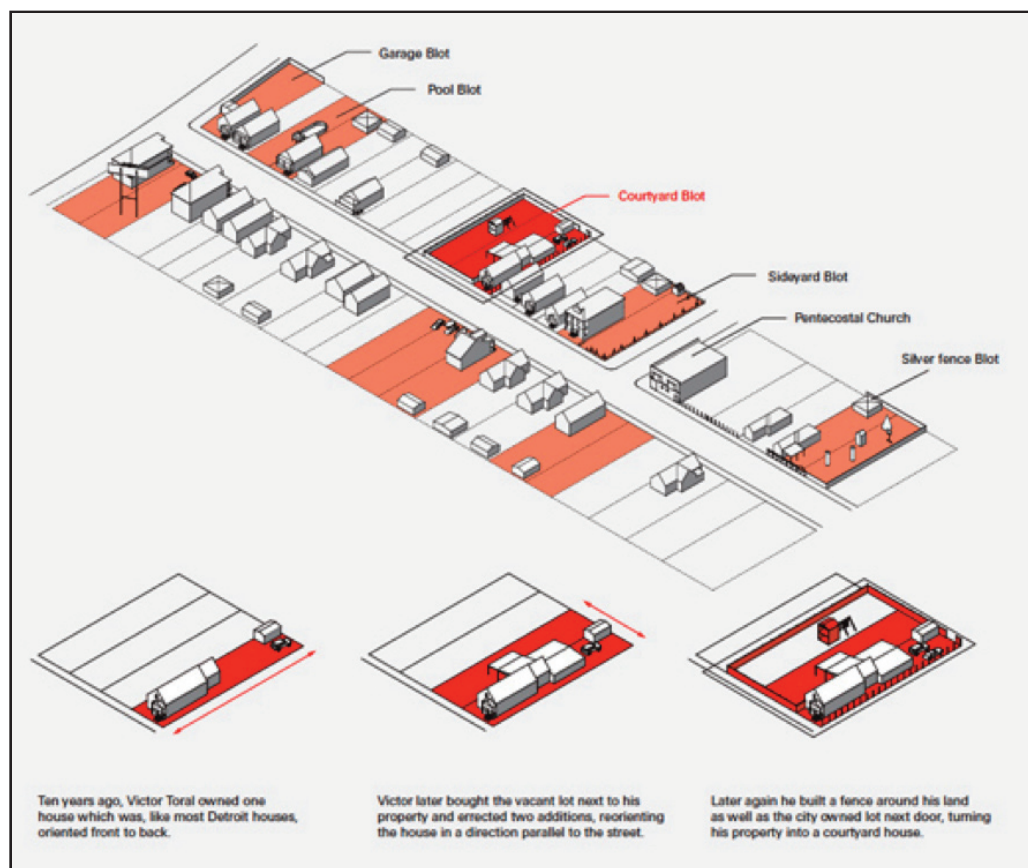 Garage Blot
Pool Blot
Courtyard Blot
Sideyard Blot
Pentecostal Church
Silver fence Blot
Ten years ago, Victor Toral owned one
house which was, like most Detroit houses,
oriented front to back.
Victor later bought the vacant lot next to his
property and errected two additions, reorienting
the house in a direction parallel to the street.
Later again he built a fence around his land
as well as the city owned lot next door, turning
his property into a courtyard house.